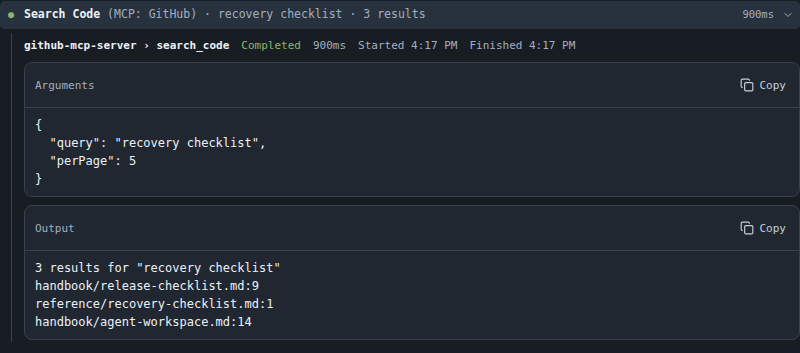 Search Code (MCP: GitHub) · recovery checklist · 3 results 900ms
github-mcp-server › search_code Completed 900ms Started 4:17 PM Finished 4:17 PM
Arguments Copy
{
  "query": "recovery checklist",
  "perPage": 5
}
Output Copy
3 results for "recovery checklist"
handbook/release-checklist.md:9
reference/recovery-checklist.md:1
handbook/agent-workspace.md:14